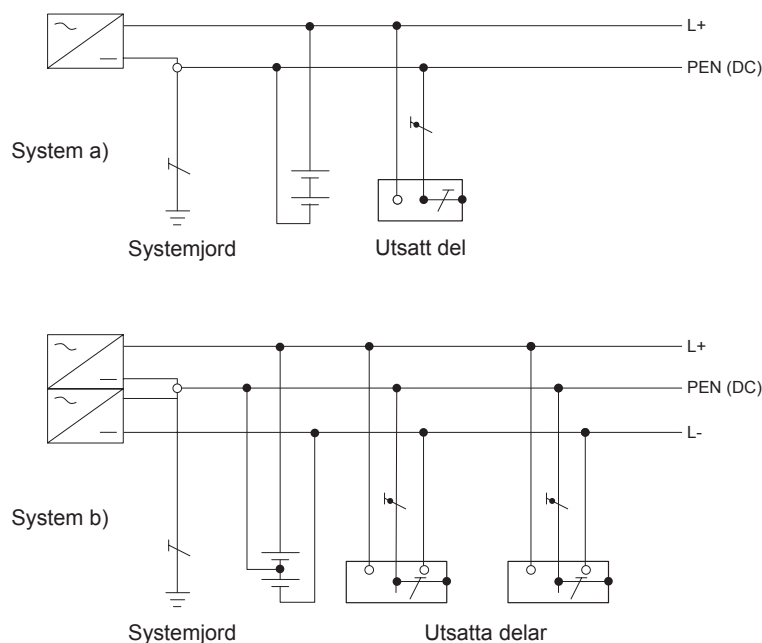 L+
PEN (DC)
System a)
Systemjord
Utsatt del
L+
PEN (DC)
L-
System b)
Systemjord
Utsatta delar